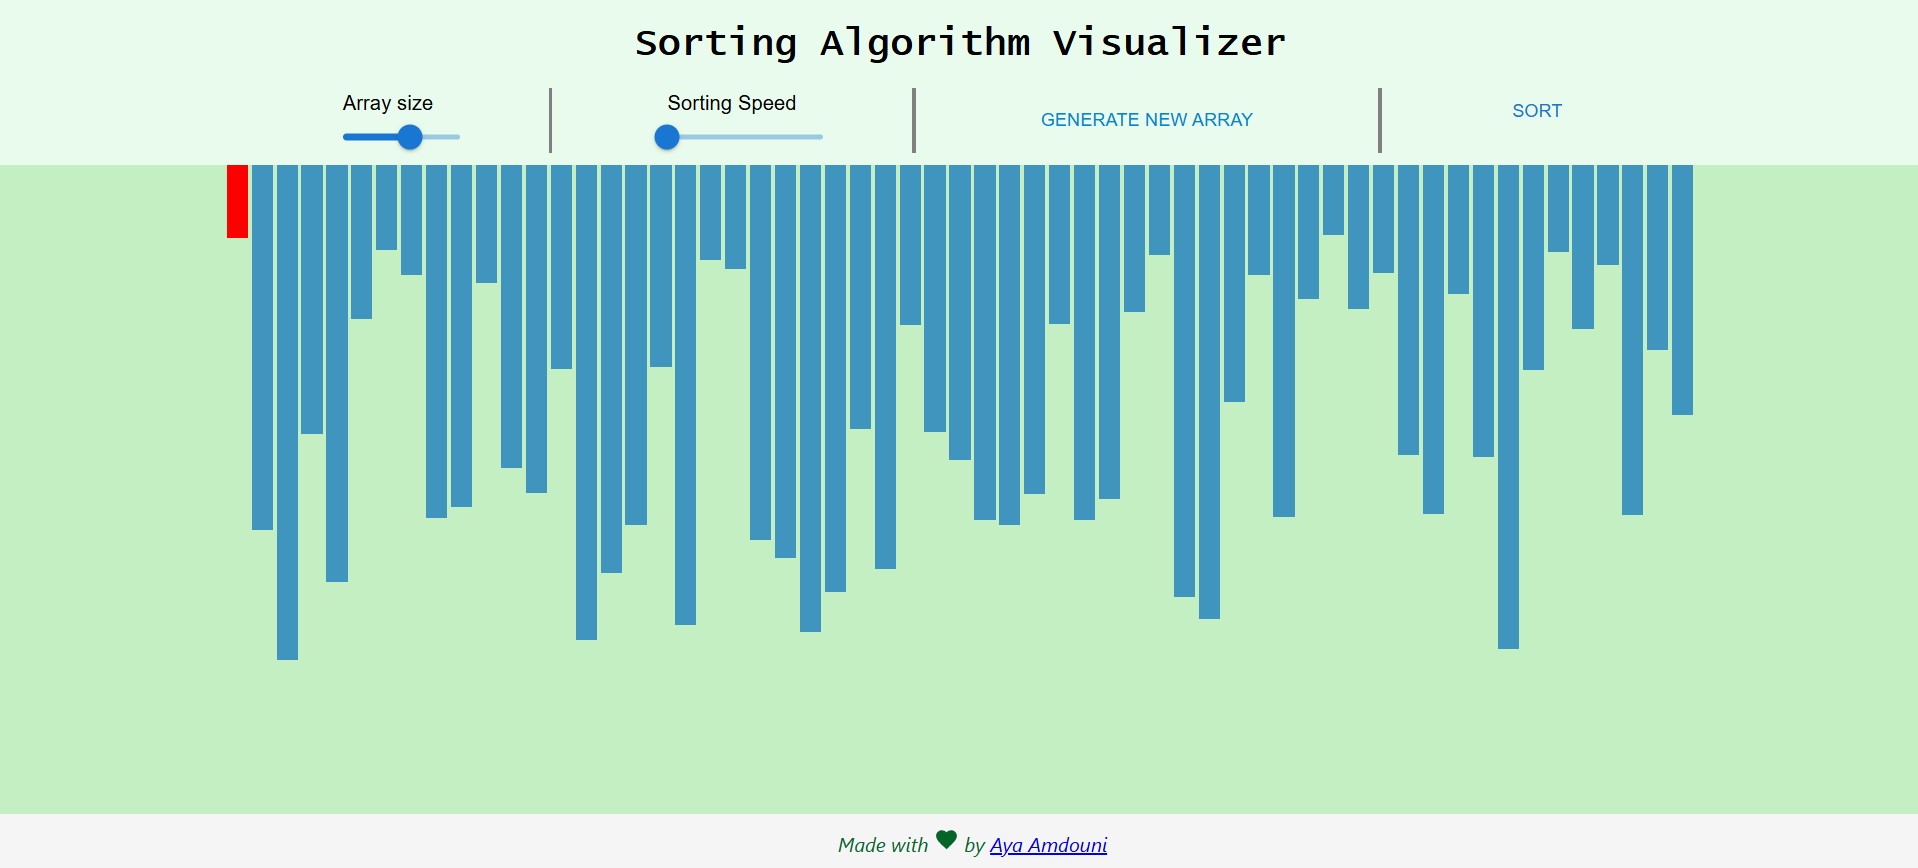 Sorting Algorithm Visualizer
Array size
Sorting Speed
GENERATE NEW ARRAY
SORT
Made with by Aya Amdouni